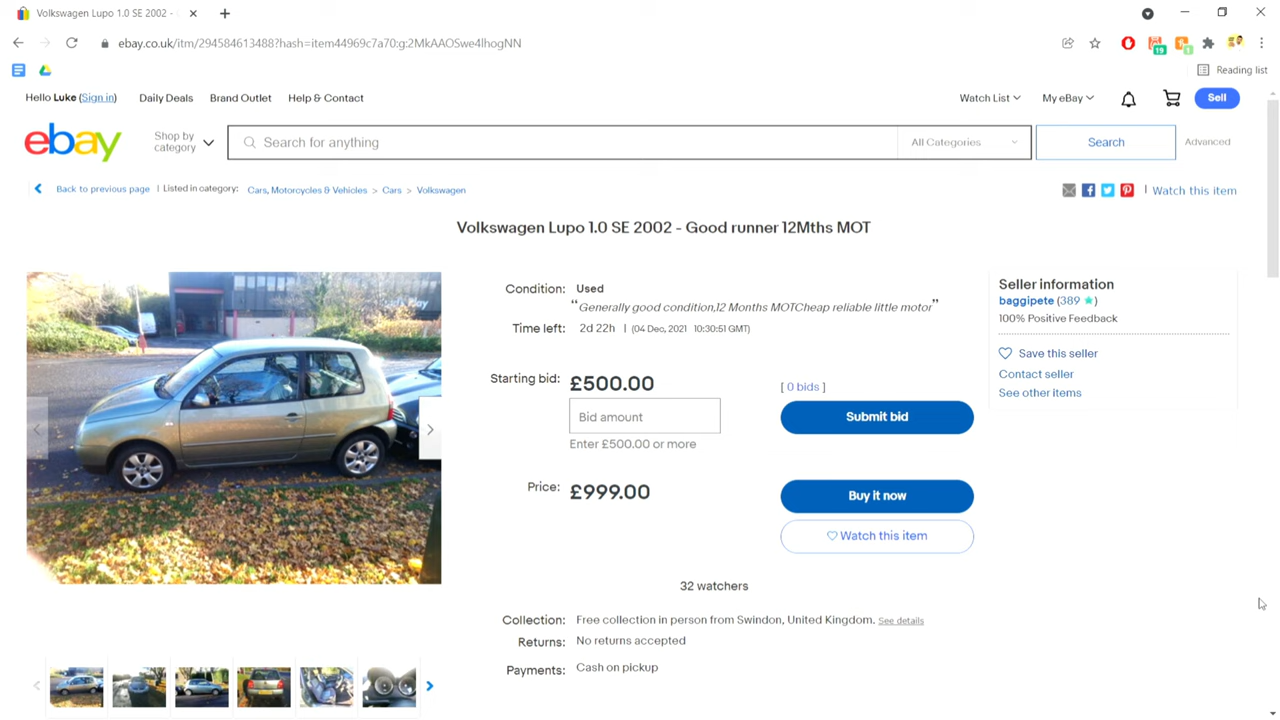 Volkswagen Lupo 1.0 SE 2002 -
ebay.co.uk/itm/294584613488?hash=item44969c7a70:g:2MkAAOSwe4lhogNN
19
1
Reading list
Hello Luke (Sign in) Daily Deals Brand Outlet Help & Contact Watch List My eBay Sell
ebay Shop by category Search for anything All Categories Search Advanced
Back to previous page | Listed in category: Cars, Motorcycles & Vehicles > Cars > Volkswagen | Watch this item
Volkswagen Lupo 1.0 SE 2002 - Good runner 12Mths MOT
Condition: Used
“Generally good condition,12 Months MOTCheap reliable little motor”
Time left: 2d 22h | (04 Dec, 2021 10:30:51 GMT)
Starting bid: £500.00 [ 0 bids ]
Bid amount Submit bid
Enter £500.00 or more
Price: £999.00 Buy it now
Watch this item
32 watchers
Collection: Free collection in person from Swindon, United Kingdom. See details
Returns: No returns accepted
Payments: Cash on pickup
Seller information
baggipete (389 ★)
100% Positive Feedback
Save this seller
Contact seller
See other items